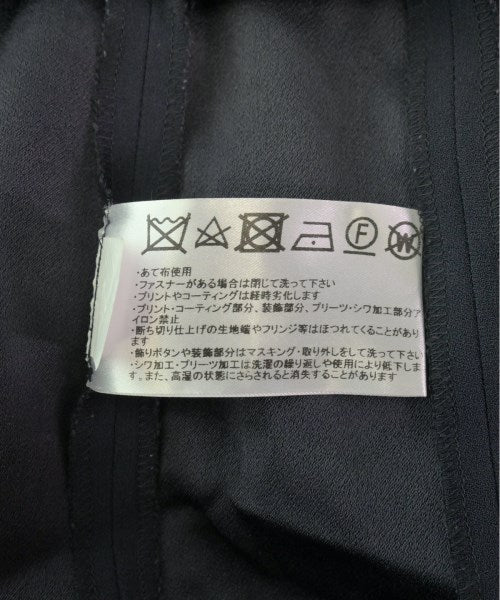 F W
・あて布使用
・ファスナーがある場合は閉じて洗って下さい
・プリントやコーティングは経時劣化します
・プリント・コーティング部分、装飾部分、プリーツ・シワ加工部分ア
イロン禁止
・断ち切り仕上げの生地端やフリンジ等はほつれてくることがあり
ます
・飾りボタンや装飾部分はマスキング・取り外しをして洗って下さい
・シワ加工・プリーツ加工は洗濯の繰り返しや使用により低下しま
す。また、高湿の状態にさらされると消失することがあります